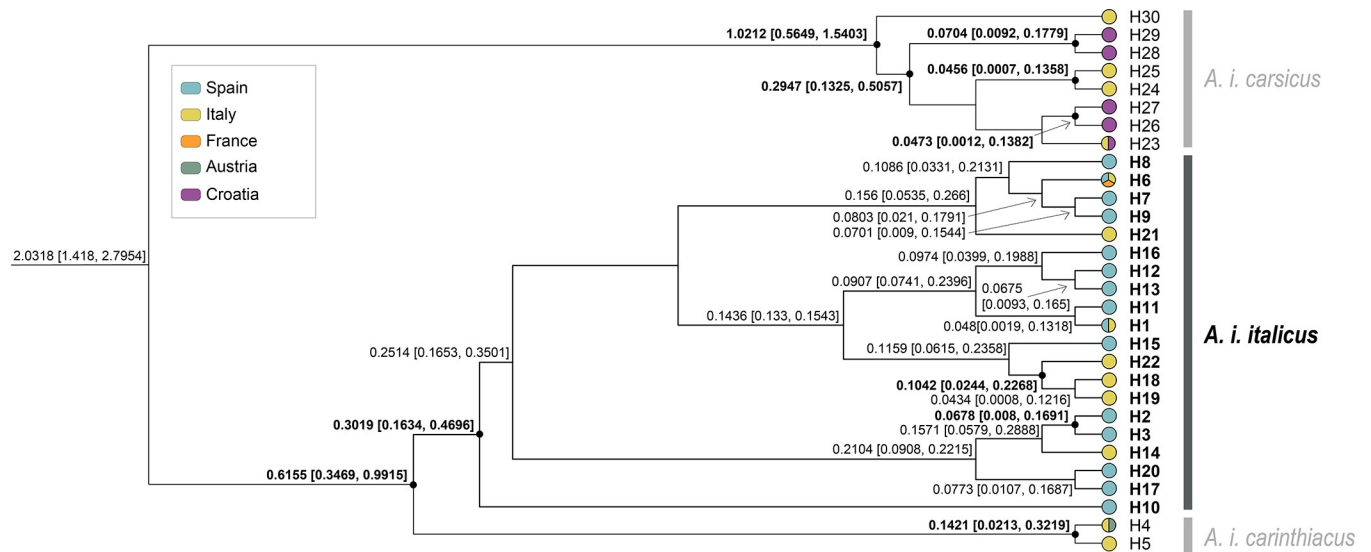 H30
1.0212 [0.5649, 1.5403]
0.0704 [0.0092, 0.1779]
H29
H28
0.0456 [0.0007, 0.1358]
H25
0.2947 [0.1325, 0.5057]
H24
H27
H26
0.0473 [0.0012, 0.1382]
H23
A. i. carsicus
Spain
Italy
France
Austria
Croatia
H8
0.1086 [0.0331, 0.2131]
H6
0.156 [0.0535, 0.266]
H7
0.0803 [0.021, 0.1791]
H9
0.0701 [0.009, 0.1544]
H21
2.0318 [1.418, 2.7954]
H16
0.0974 [0.0399, 0.1988]
H12
0.0907 [0.0741, 0.2396]
0.0675
[0.0093, 0.165]
H13
H11
0.1436 [0.133, 0.1543]
0.048[0.0019, 0.1318]
H1
A. i. italicus
H15
0.1159 [0.0615, 0.2358]
0.2514 [0.1653, 0.3501]
H22
H18
0.1042 [0.0244, 0.2268]
0.0434 [0.0008, 0.1216]
H19
0.0678 [0.008, 0.1691]
H2
0.3019 [0.1634, 0.4696]
0.1571 [0.0579, 0.2888]
H3
0.2104 [0.0908, 0.2215]
H14
H20
0.6155 [0.3469, 0.9915]
0.0773 [0.0107, 0.1687]
H17
H10
0.1421 [0.0213, 0.3219]
H4
H5
A. i. carinthiacus